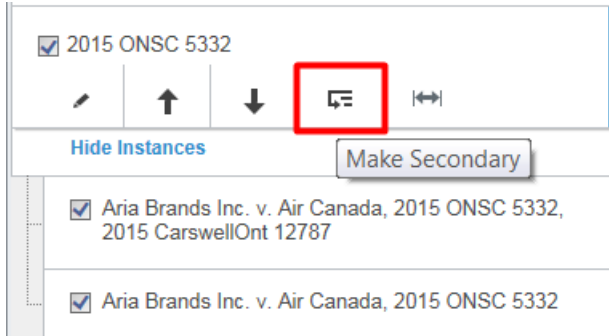 2015 ONSC 5332
Hide Instances
Make Secondary
Aria Brands Inc. v. Air Canada, 2015 ONSC 5332,
2015 CarswellOnt 12787
Aria Brands Inc. v. Air Canada, 2015 ONSC 5332